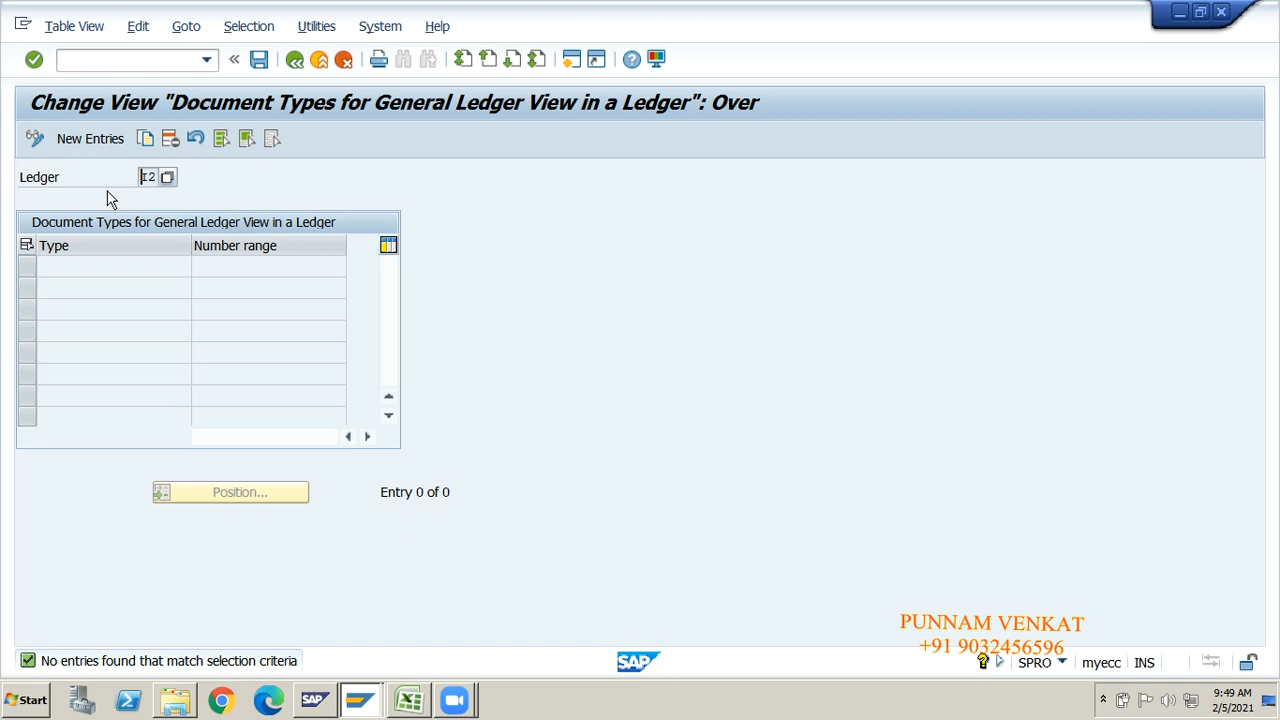 Table View Edit Goto Selection Utilities System Help
Change View "Document Types for General Ledger View in a Ledger": Over
New Entries
Ledger I2
Document Types for General Ledger View in a Ledger
Type Number range
Position... Entry 0 of 0
PUNNAM VENKAT
+91 9032456596
No entries found that match selection criteria
SAP
SPRO myecc INS
Start
SAP
9:49 AM
2/5/2021